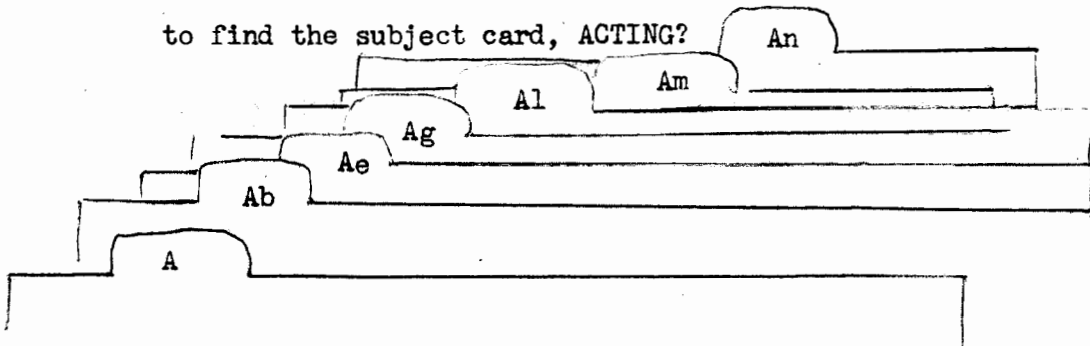 to find the subject card, ACTING?
An
Am
Al
Ag
Ae
Ab
A